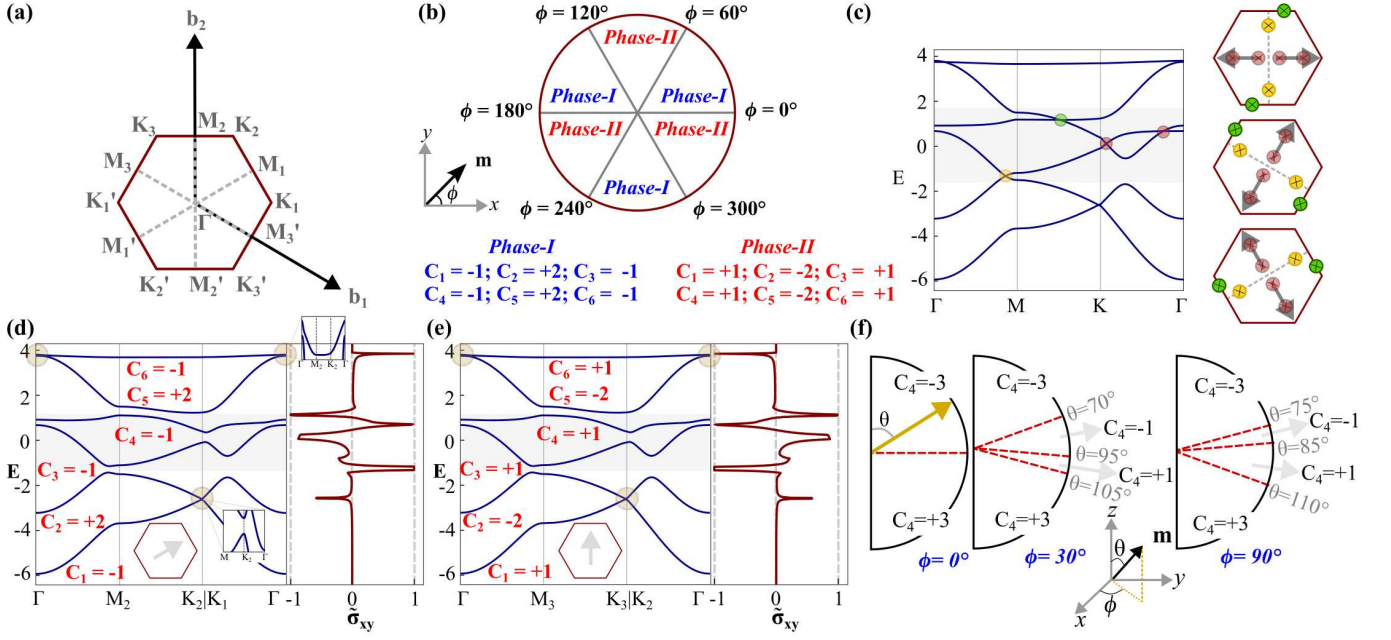 (a)
b₂
K₃
M₂
K₂
M₃
M₁
K₁'
Γ
K₁
M₁'
M₃'
K₂'
M₂'
K₃'
b₁
(b)
ϕ = 120°
ϕ = 60°
Phase-II
Phase-I
Phase-I
ϕ = 180°
ϕ = 0°
Phase-II
Phase-II
Phase-I
ϕ = 240°
ϕ = 300°
y
m
ϕ
x
Phase-I
C₁ = -1; C₂ = +2; C₃ = -1
C₄ = -1; C₅ = +2; C₆ = -1
Phase-II
C₁ = +1; C₂ = -2; C₃ = +1
C₄ = +1; C₅ = -2; C₆ = +1
(c)
4
2
0
E
-2
-4
-6
Γ
M
K
Γ
(d)
4
2
0
E
-2
-4
-6
C₆ = -1
C₅ = +2
C₄ = -1
C₃ = -1
C₂ = +2
C₁ = -1
Γ M₂ K₂ Γ
M K₂ Γ
Γ
M₂
K₂|K₁
Γ
-1
0
1
σ̃ₓᵧ
(e)
4
2
0
E
-2
-4
-6
C₆ = +1
C₅ = -2
C₄ = +1
C₃ = +1
C₂ = -2
C₁ = +1
Γ
M₃
K₃|K₂
Γ
-1
0
1
σ̃ₓᵧ
(f)
C₄=-3
θ
C₄=+3
ϕ= 0°
C₄=-3
θ=70°
C₄=-1
θ=95°
C₄=+1
θ=105°
C₄=+3
ϕ= 30°
C₄=-3
θ=75°
C₄=-1
θ=85°
C₄=+1
θ=110°
C₄=+3
ϕ= 90°
z
θ
m
y
ϕ
x